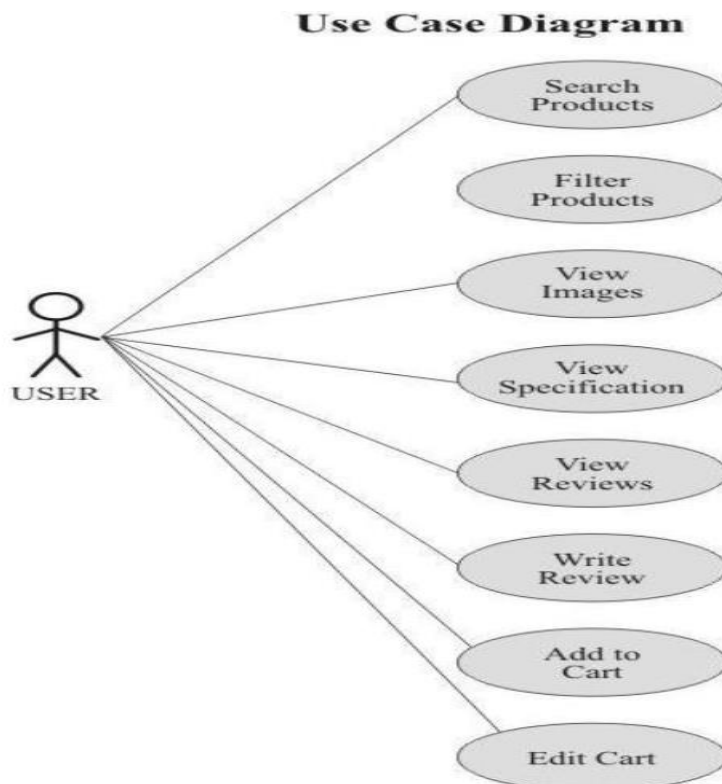 Use Case Diagram
Search
Products
Filter
Products
View
Images
USER
View
Specification
View
Reviews
Write
Review
Add to
Cart
Edit Cart